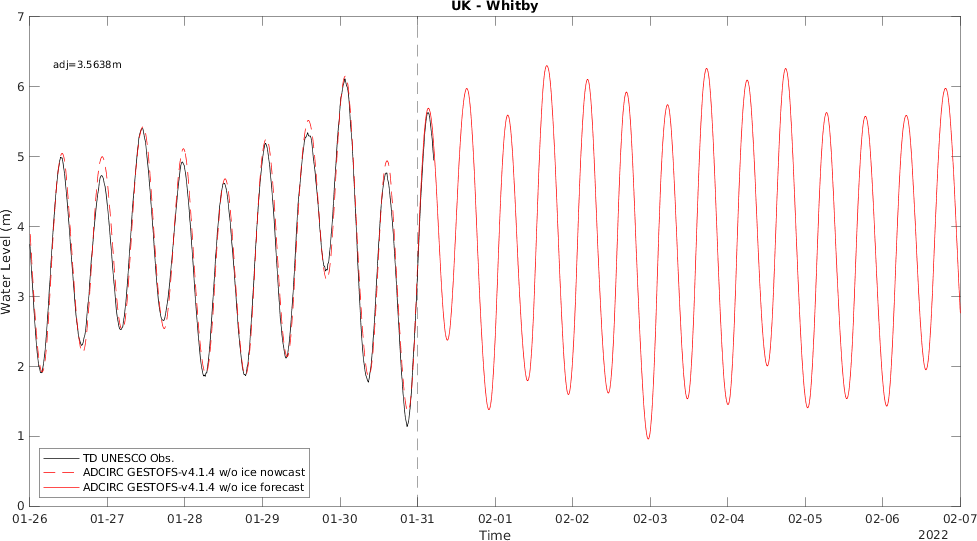 UK - Whitby
adj=3.5638m
Water Level (m)
7
6
5
4
3
2
1
0
TD UNESCO Obs.
ADCIRC GESTOFS-v4.1.4 w/o ice nowcast
ADCIRC GESTOFS-v4.1.4 w/o ice forecast
01-26 01-27 01-28 01-29 01-30 01-31 02-01 02-02 02-03 02-04 02-05 02-06 02-07
Time
2022